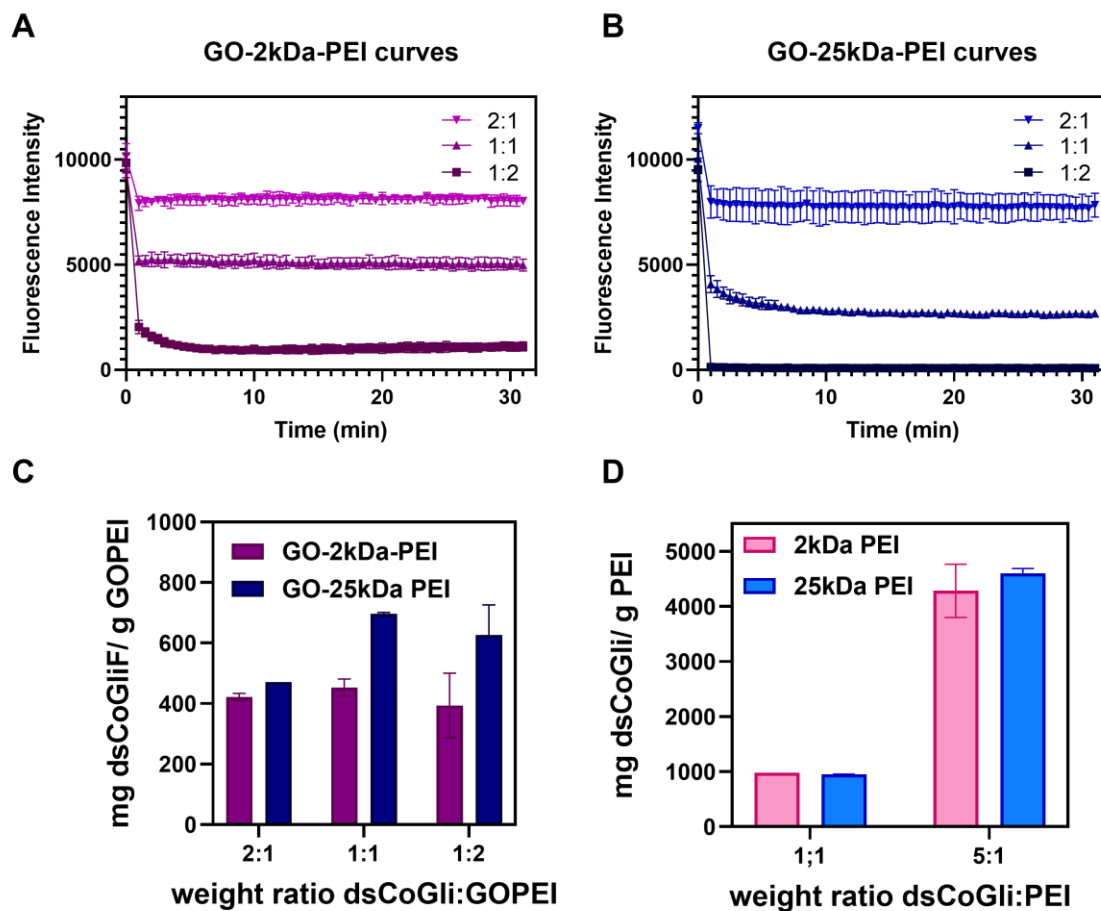 A
GO-2kDa-PEI curves
Fluorescence Intensity
10000
5000
0
2:1
1:1
1:2
0 10 20 30
Time (min)
B
GO-25kDa-PEI curves
Fluorescence Intensity
10000
5000
0
2:1
1:1
1:2
0 10 20 30
Time (min)
C
mg dsCoGliF/ g GOPEI
1000
800
600
400
200
0
GO-2kDa-PEI
GO-25kDa PEI
2:1 1:1 1:2
weight ratio dsCoGli:GOPEI
D
mg dsCoGli/ g PEI
5000
4000
3000
2000
1000
0
2kDa PEI
25kDa PEI
1;1 5:1
weight ratio dsCoGli:PEI